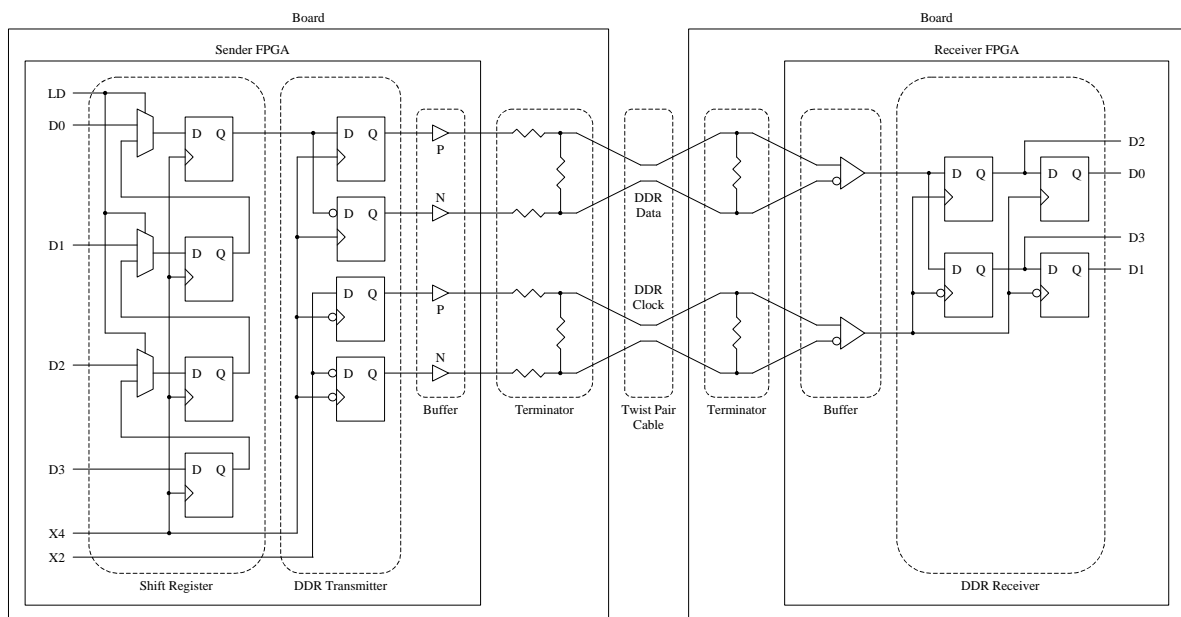 Board
Board
Sender FPGA
Receiver FPGA
LD
D0
D Q
D Q
P
D2
D Q
D Q
D0
D Q
N
DDR
Data
D1
D Q
D3
D Q
D Q
D1
D Q
P
DDR
Clock
D2
D Q
D Q
N
Buffer
Terminator
Twist Pair
Cable
Terminator
Buffer
D3
D Q
X4
X2
Shift Register
DDR Transmitter
DDR Receiver